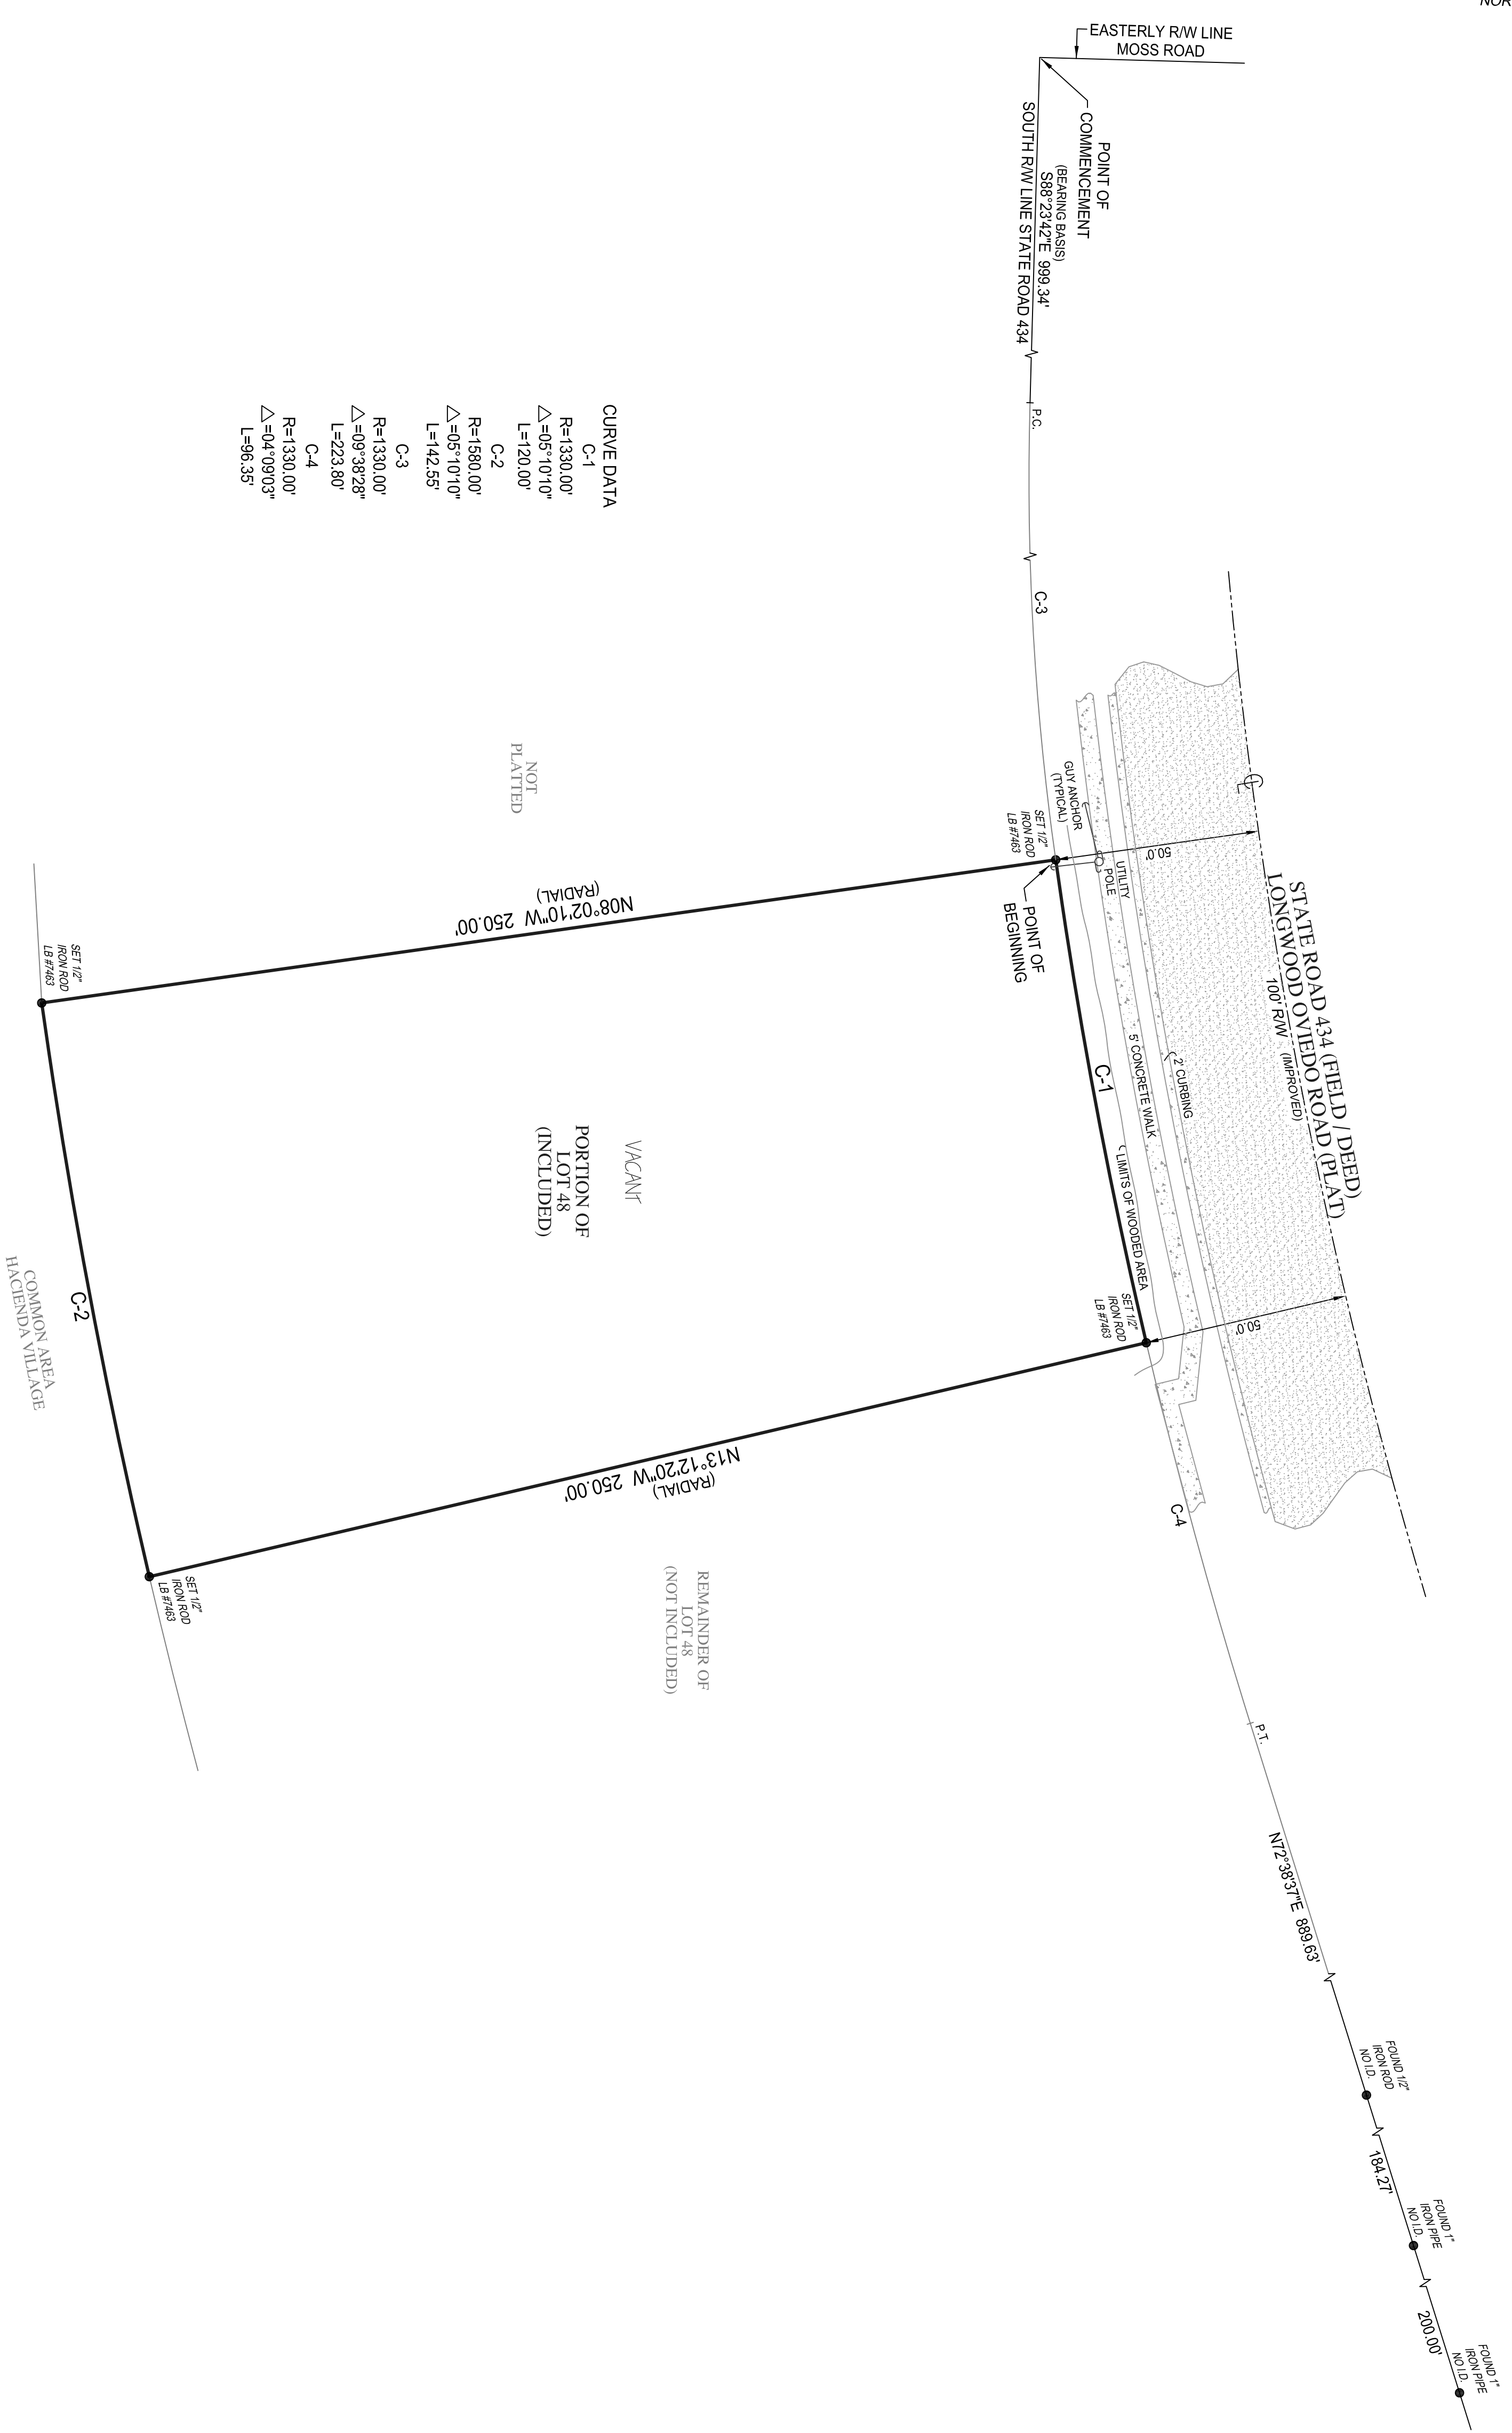 NOR
EASTERLY R/W LINE
MOSS ROAD
POINT OF
COMMENCEMENT
(BEARING BASIS)
S88°23'42"E 999.34'
SOUTH R/W LINE STATE ROAD 434
P.C.
C-3
CURVE DATA
C-1
R=1330.00'
△=05°10'10"
L=120.00'
C-2
R=1580.00'
△=05°10'10"
L=142.55'
C-3
R=1330.00'
△=09°38'28"
L=223.80'
C-4
R=1330.00'
△=04°09'03"
L=96.35'
NOT
PLATTED
STATE ROAD 434 (FIELD / DEED)
LONGWOOD OVIEDO ROAD (PLAT)
100' R/W (IMPROVED)
50.0'
50.0'
GUY ANCHOR
(TYPICAL)
UTILITY
POLE
SET 1/2"
IRON ROD
LB #7463
POINT OF
BEGINNING
2' CURBING
5' CONCRETE WALK
C-1
LIMITS OF WOODED AREA
SET 1/2"
IRON ROD
LB #7463
N08°02'10"W 250.00'
(RADIAL)
SET 1/2"
IRON ROD
LB #7463
VACANT
PORTION OF
LOT 48
(INCLUDED)
C-2
COMMON AREA
HACIENDA VILLAGE
N13°12'20"W 250.00'
(RADIAL)
SET 1/2"
IRON ROD
LB #7463
REMAINDER OF
LOT 48
(NOT INCLUDED)
C-4
P.T.
N72°38'37"E 889.63'
FOUND 1/2"
IRON ROD
NO I.D.
184.27'
FOUND 1"
IRON PIPE
NO I.D.
200.00'
FOUND 1"
IRON PIPE
NO I.D.